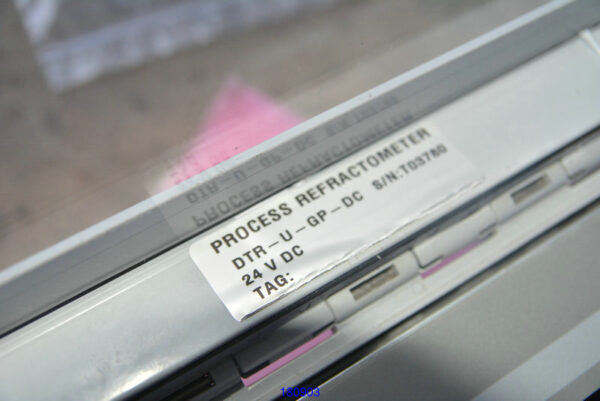 PROCESS REFRACTOMETER
DTR-U-GP-DC S/N:T03780
24 V DC
TAG: